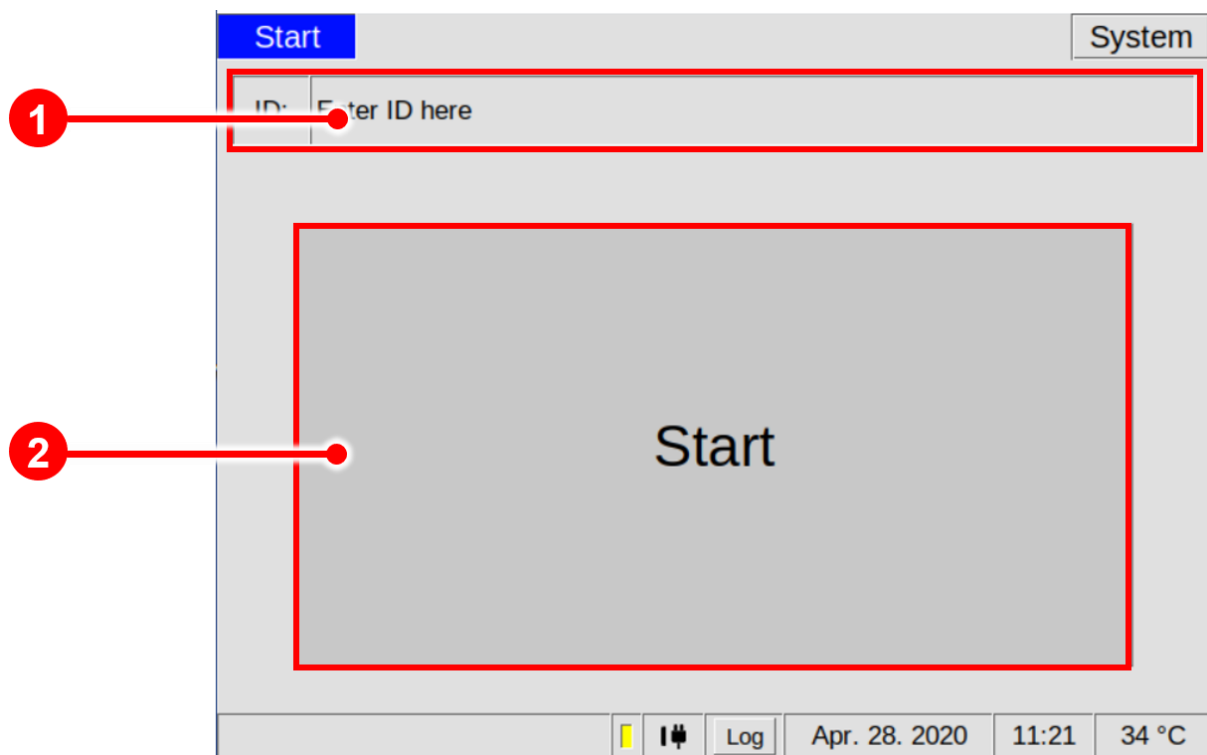 Start
System
1
ID: Enter ID here
2
Start
Log
Apr. 28. 2020
11:21
34 °C